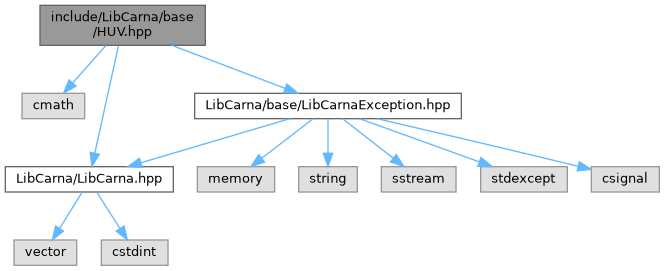 include/LibCarna/base
/HUV.hpp
cmath
LibCarna/base/LibCarnaException.hpp
LibCarna/LibCarna.hpp
memory
string
sstream
stdexcept
csignal
vector
cstdint